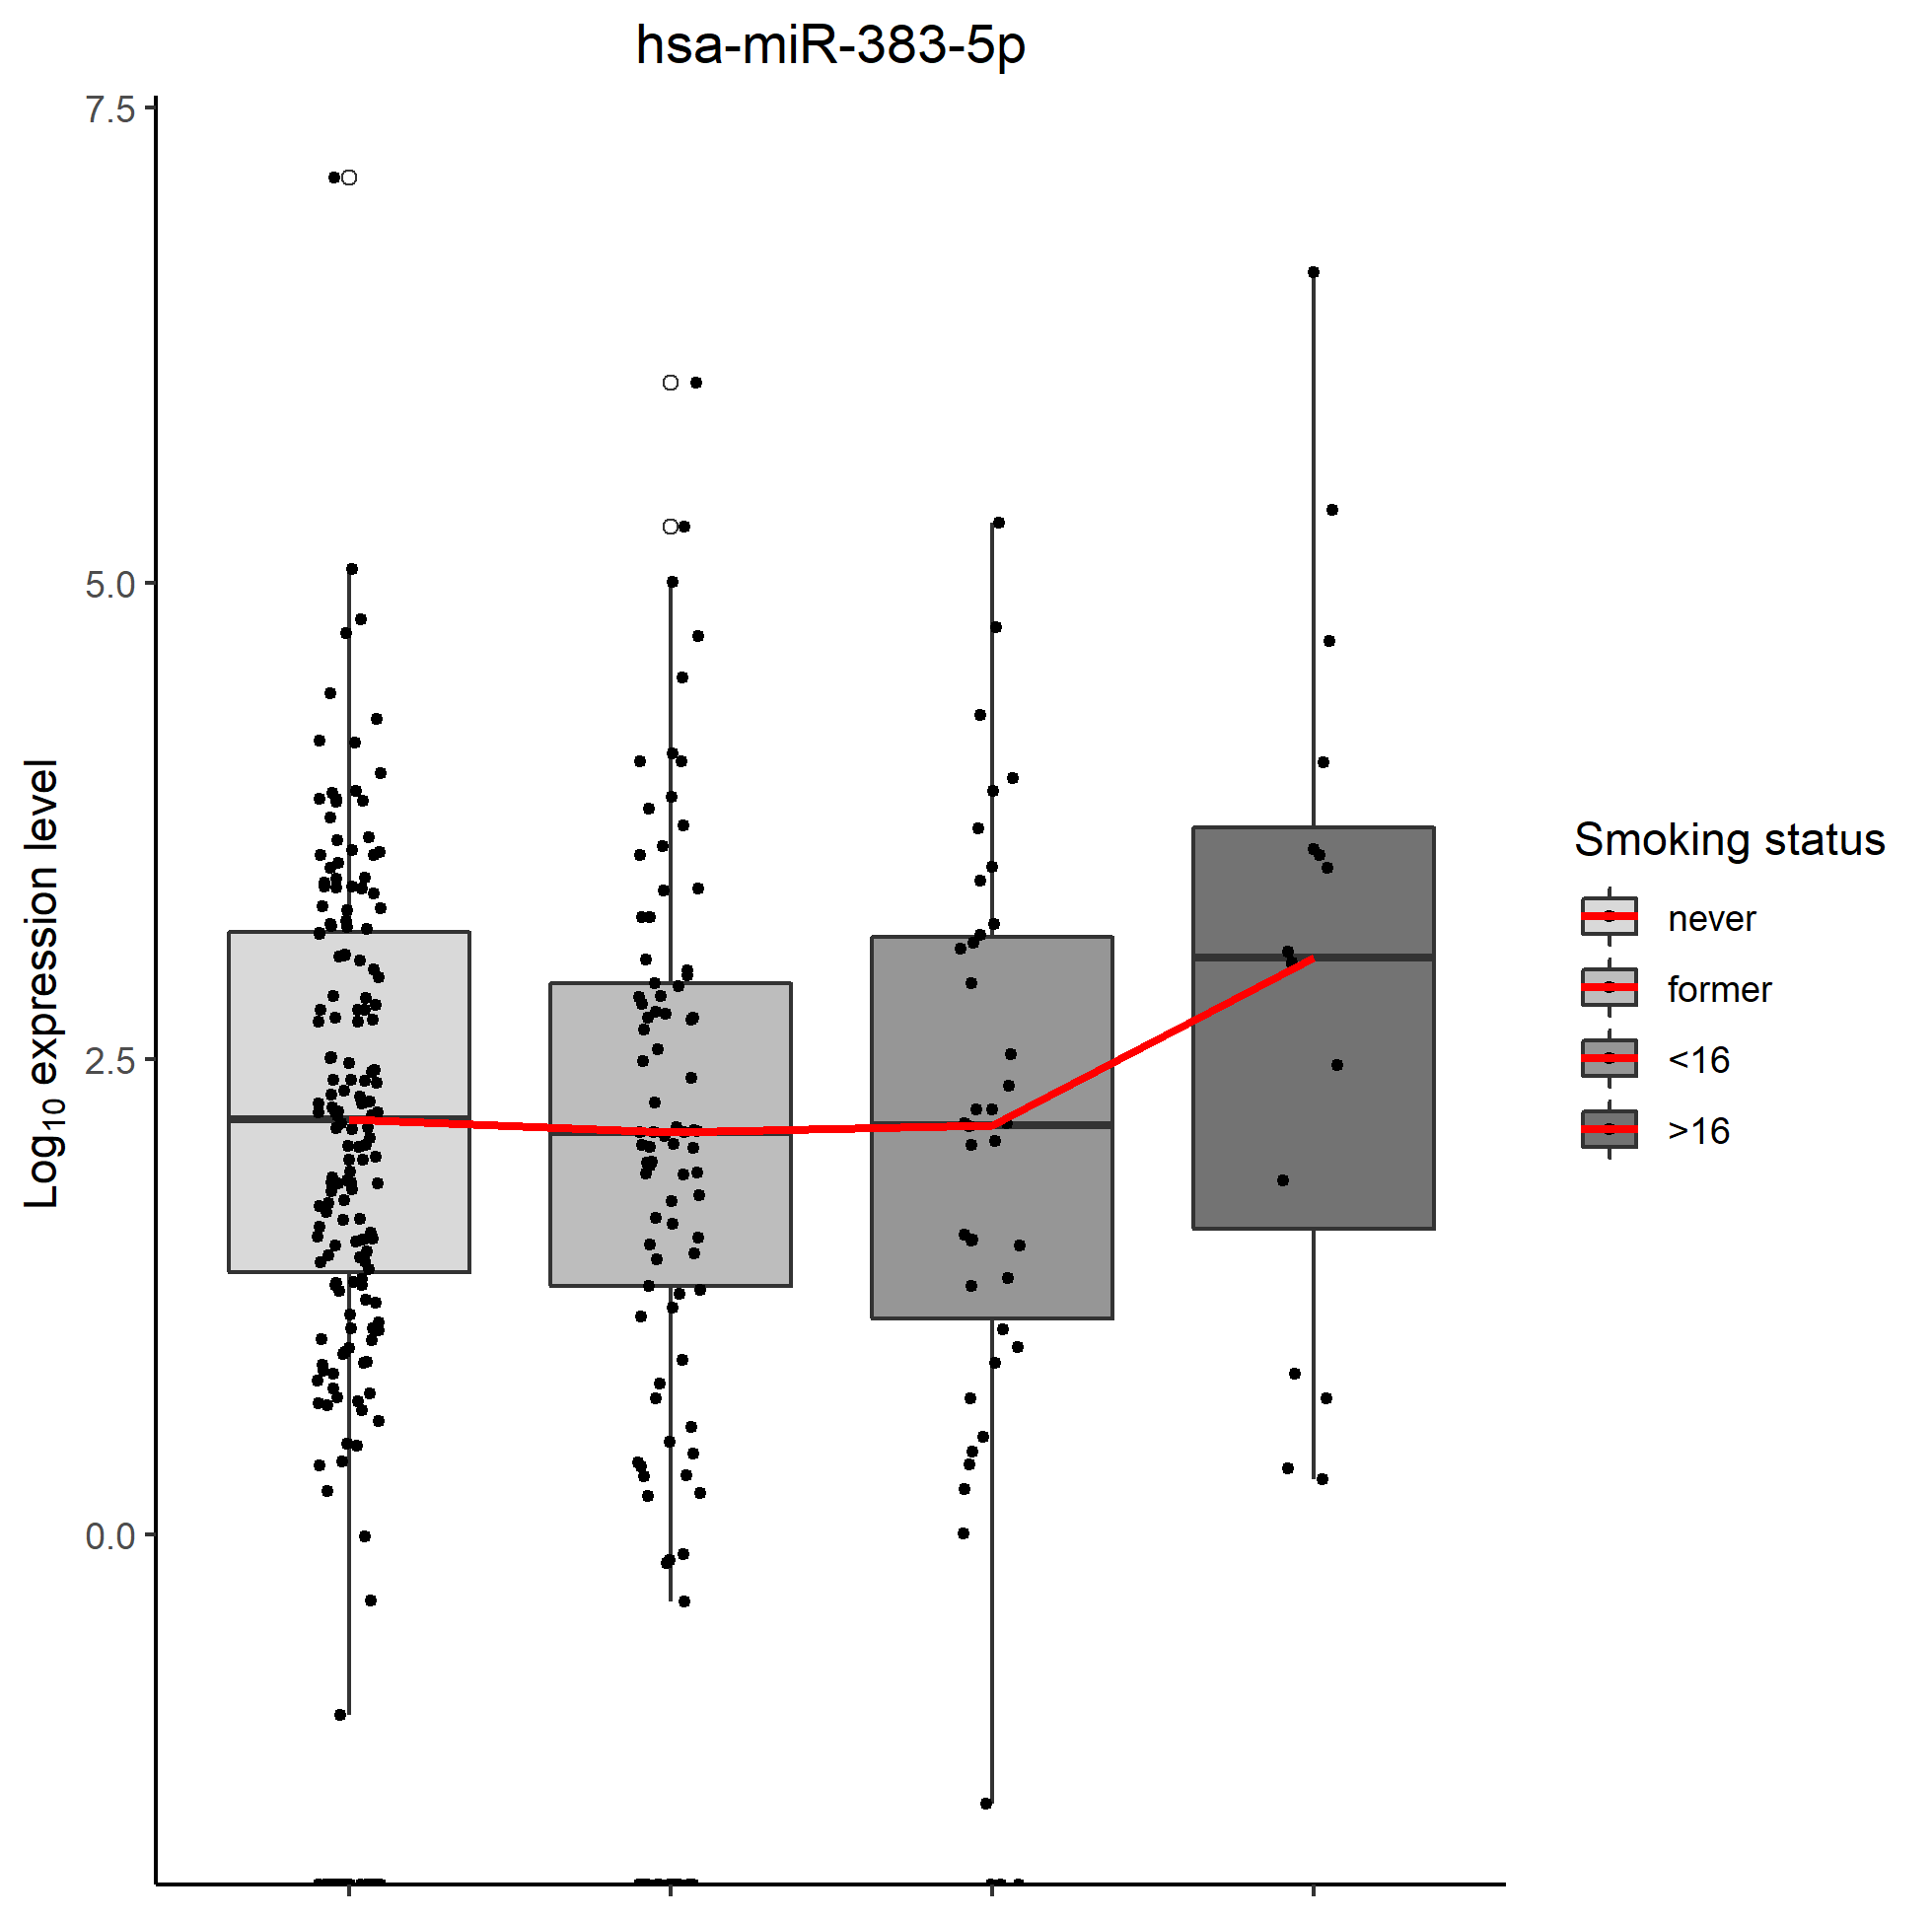 hsa-miR-383-5p
7.5
5.0
2.5
0.0
Log10 expression level
Smoking status
never
former
<16
>16